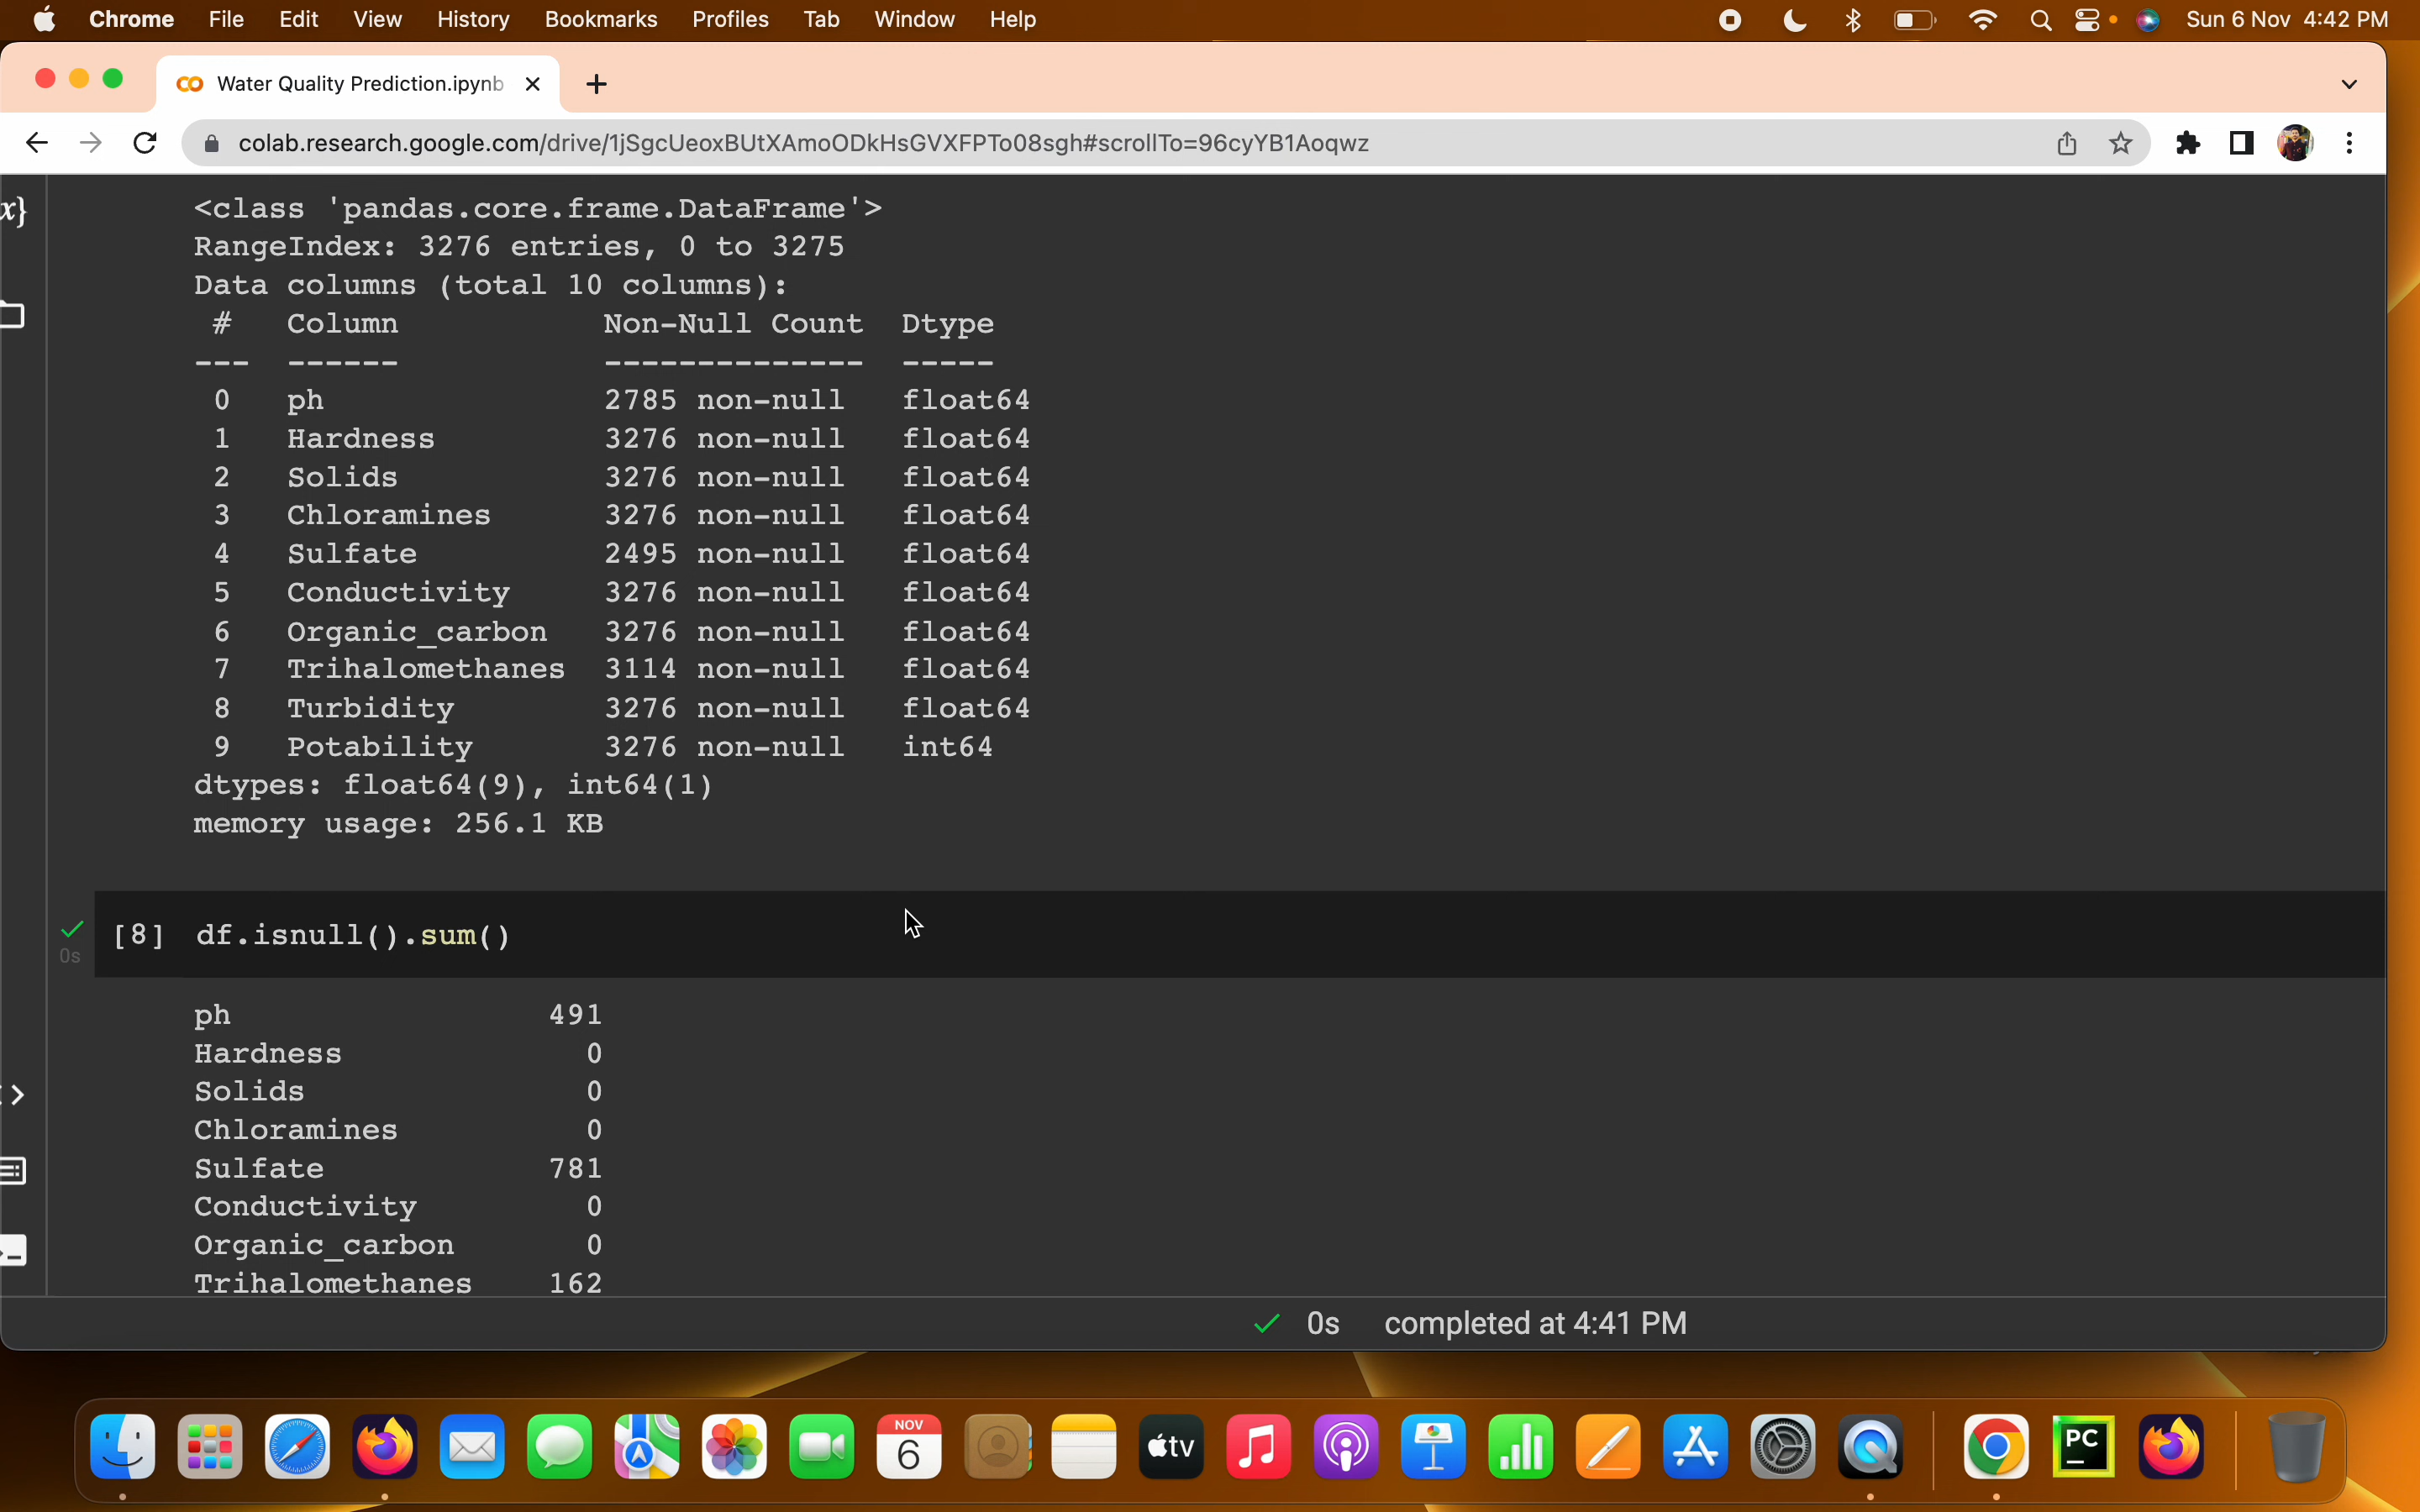 Chrome File Edit View History Bookmarks Profiles Tab Window Help Sun 6 Nov 4:42 PM
Water Quality Prediction.ipynb
colab.research.google.com/drive/1jSgcUeoxBUtXAmoODkHsGVXFPTo08sgh#scrollTo=96cyYB1Aoqwz
x}
<class 'pandas.core.frame.DataFrame'>
RangeIndex: 3276 entries, 0 to 3275
Data columns (total 10 columns):
# Column Non-Null Count Dtype
--- ------ -------------- -----
0 ph 2785 non-null float64
1 Hardness 3276 non-null float64
2 Solids 3276 non-null float64
3 Chloramines 3276 non-null float64
4 Sulfate 2495 non-null float64
5 Conductivity 3276 non-null float64
6 Organic_carbon 3276 non-null float64
7 Trihalomethanes 3114 non-null float64
8 Turbidity 3276 non-null float64
9 Potability 3276 non-null int64
dtypes: float64(9), int64(1)
memory usage: 256.1 KB
[8] df.isnull().sum()
0s
ph 491
Hardness 0
Solids 0
Chloramines 0
Sulfate 781
Conductivity 0
Organic_carbon 0
Trihalomethanes 162
0s completed at 4:41 PM
NOV
6
tv
PC